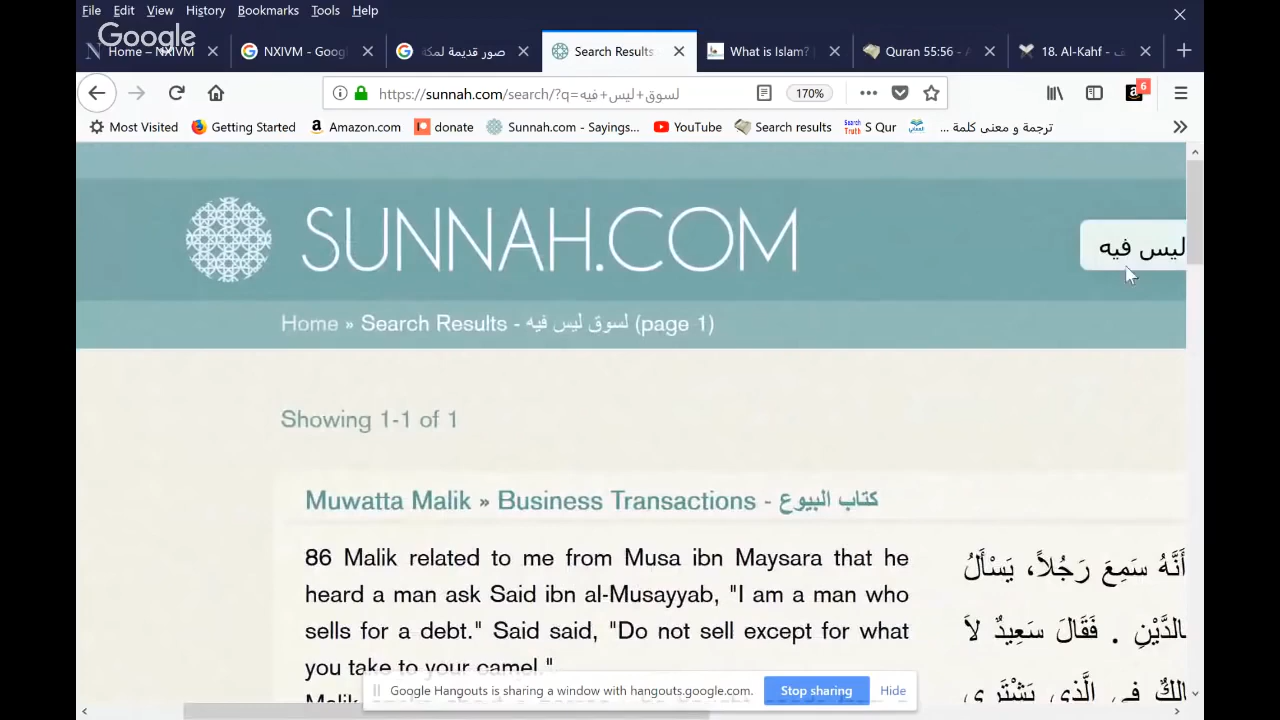 File Edit View History Bookmarks Tools Help
Google
Home – NXIVM
NXIVM - Goog
صور قديمة لمكة
Search Results
What is Islam?
Quran 55:56 - A
18. Al-Kahf - ف
https://sunnah.com/search/?q=لسوق+ليس+فيه
170%
6
Most Visited Getting Started Amazon.com donate Sunnah.com - Sayings... YouTube Search results S Qur ترجمة و معنى كلمة ...
SUNNAH.COM
ليس فيه
Home » Search Results - لسوق ليس فيه (page 1)
Showing 1-1 of 1
Muwatta Malik » Business Transactions - كتاب البيوع
86 Malik related to me from Musa ibn Maysara that he
heard a man ask Said ibn al-Musayyab, "I am a man who
sells for a debt." Said said, "Do not sell except for what
you take to your camel."
أَنَّهُ سَمِعَ رَجُلاً، يَسْأَلُ
بِالدَّيْنِ . فَقَالَ سَعِيدٌ لاَ
الِكٌ فِي الَّذِي يَشْتَرِي
Google Hangouts is sharing a window with hangouts.google.com. Stop sharing Hide